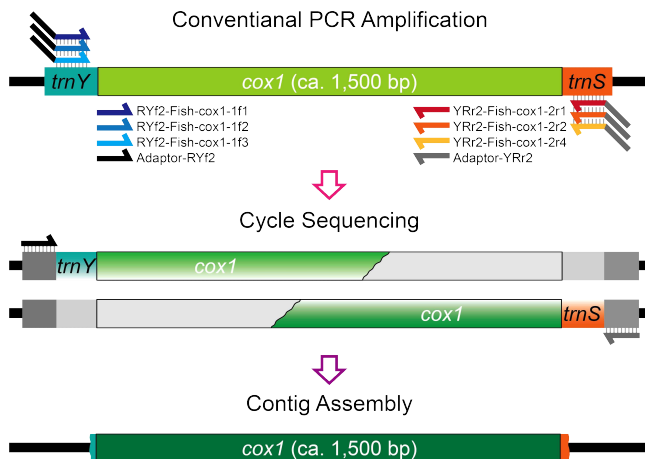 Conventianal PCR Amplification
trnY cox1 (ca. 1,500 bp) trnS
RYf2-Fish-cox1-1f1
RYf2-Fish-cox1-1f2
RYf2-Fish-cox1-1f3
Adaptor-RYf2
YRr2-Fish-cox1-2r1
YRr2-Fish-cox1-2r2
YRr2-Fish-cox1-2r4
Adaptor-YRr2
Cycle Sequencing
trnY cox1
cox1 trnS
Contig Assembly
cox1 (ca. 1,500 bp)